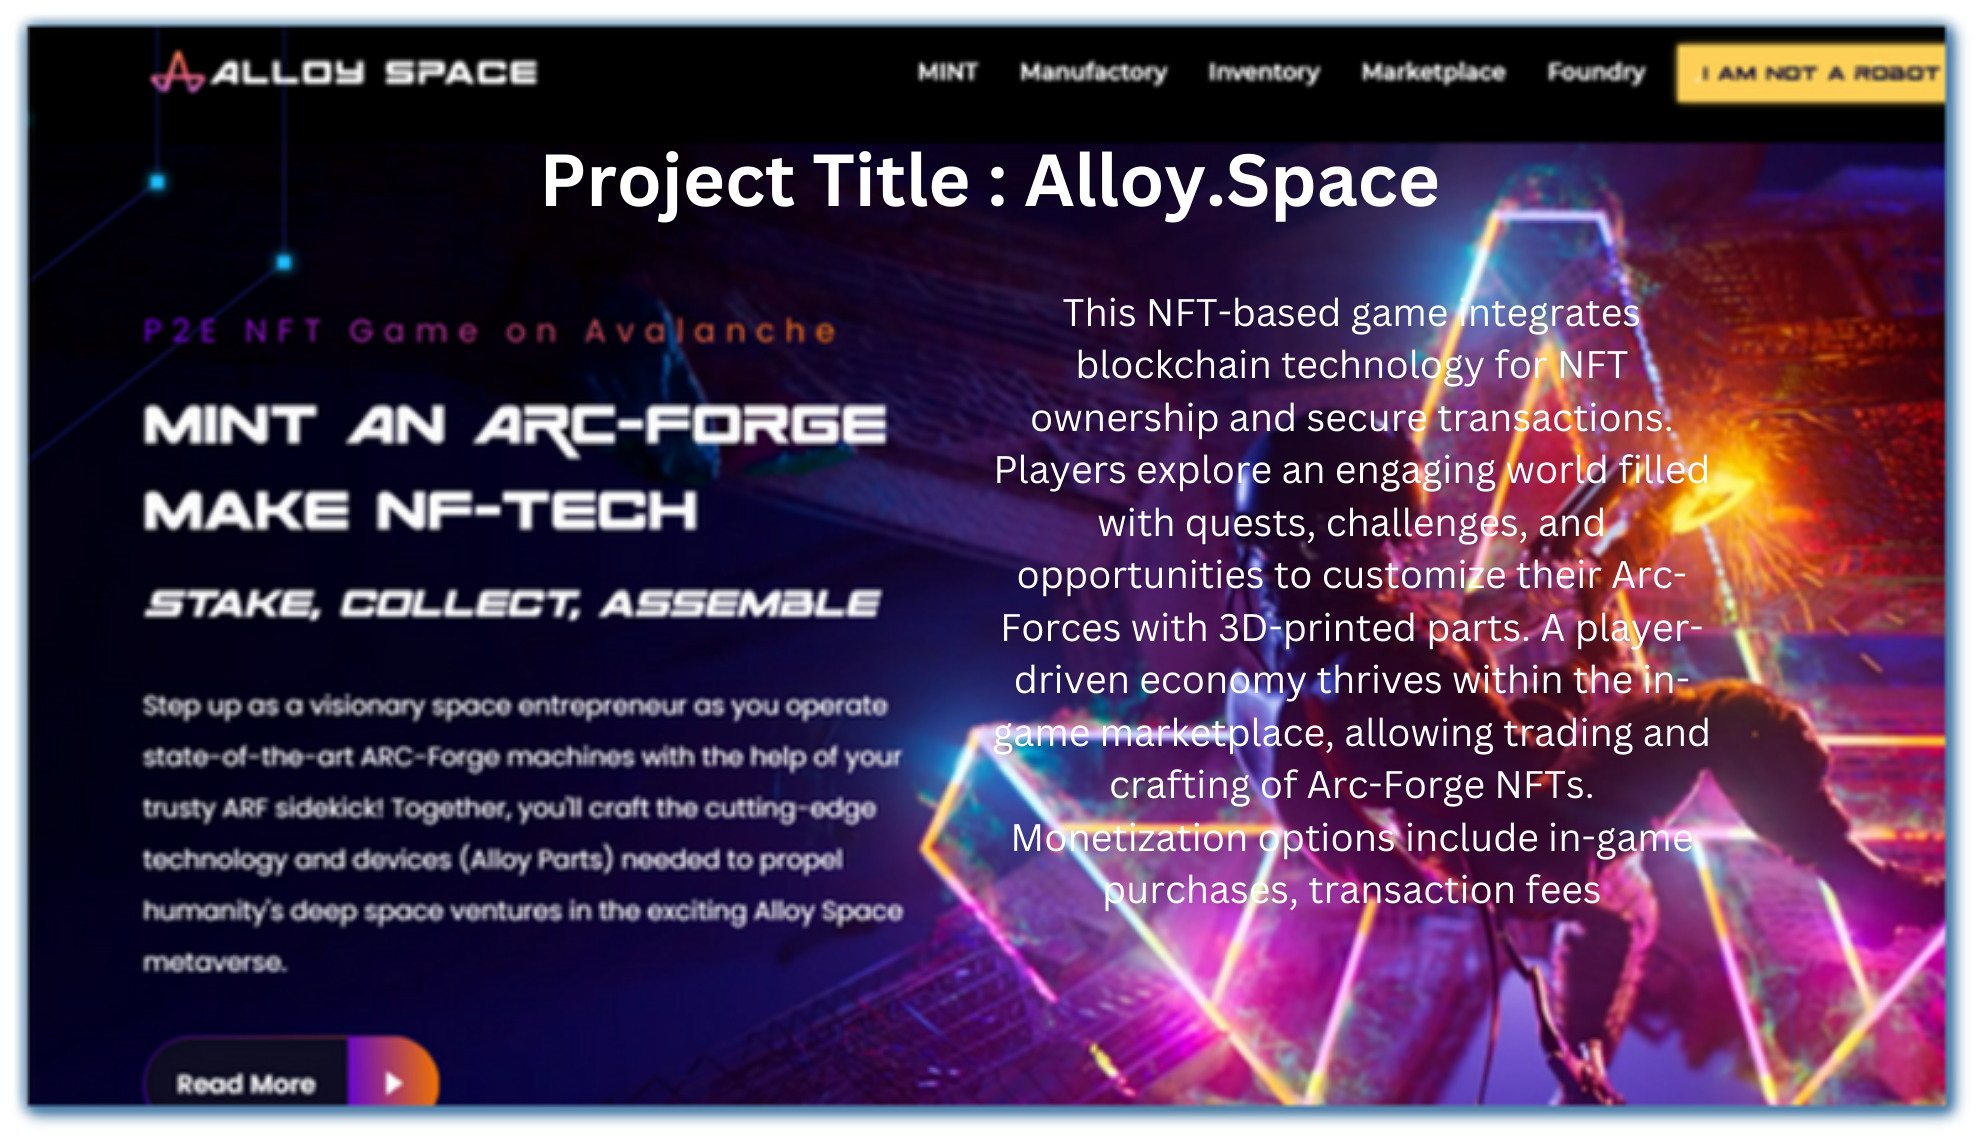 ALLOY SPACE
MINT Manufactory Inventory Marketplace Foundry I AM NOT A ROBOT
Project Title : Alloy.Space
P2E NFT Game on Avalanche
MINT AN ARC-FORGE
MAKE NF-TECH
STAKE, COLLECT, ASSEMBLE
Step up as a visionary space entrepreneur as you operate
state-of-the-art ARC-Forge machines with the help of your
trusty ARF sidekick! Together, you'll craft the cutting-edge
technology and devices (Alloy Parts) needed to propel
humanity's deep space ventures in the exciting Alloy Space
metaverse.
Read More
This NFT-based game integrates
blockchain technology for NFT
ownership and secure transactions.
Players explore an engaging world filled
with quests, challenges, and
opportunities to customize their Arc-
Forces with 3D-printed parts. A player-
driven economy thrives within the in-
game marketplace, allowing trading and
crafting of Arc-Forge NFTs.
Monetization options include in-game
purchases, transaction fees